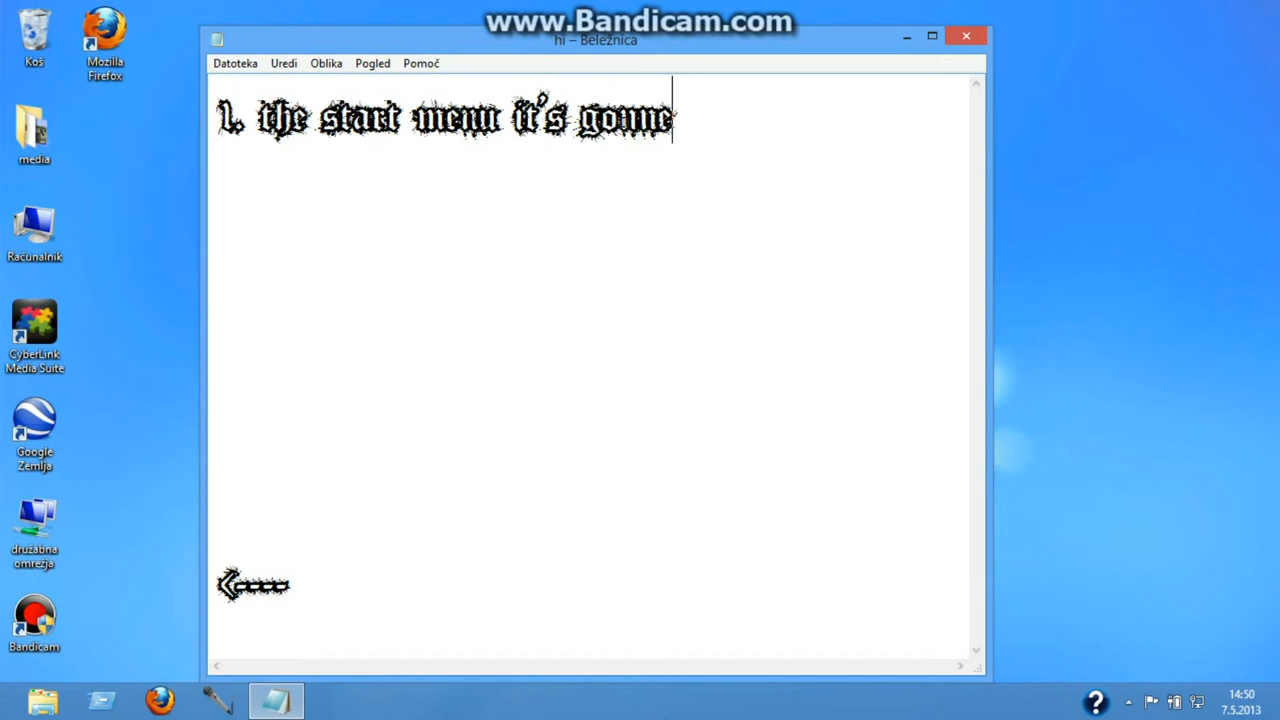 www.Bandicam.com
hi – Beležnica
Datoteka Uredi Oblika Pogled Pomoč
1. the start menu it's gonne
<----
Koš
Mozilla Firefox
media
Računalnik
CyberLink
Media Suite
Google
Zemlja
družabna
omrežja
Bandicam
14:50
7.5.2013